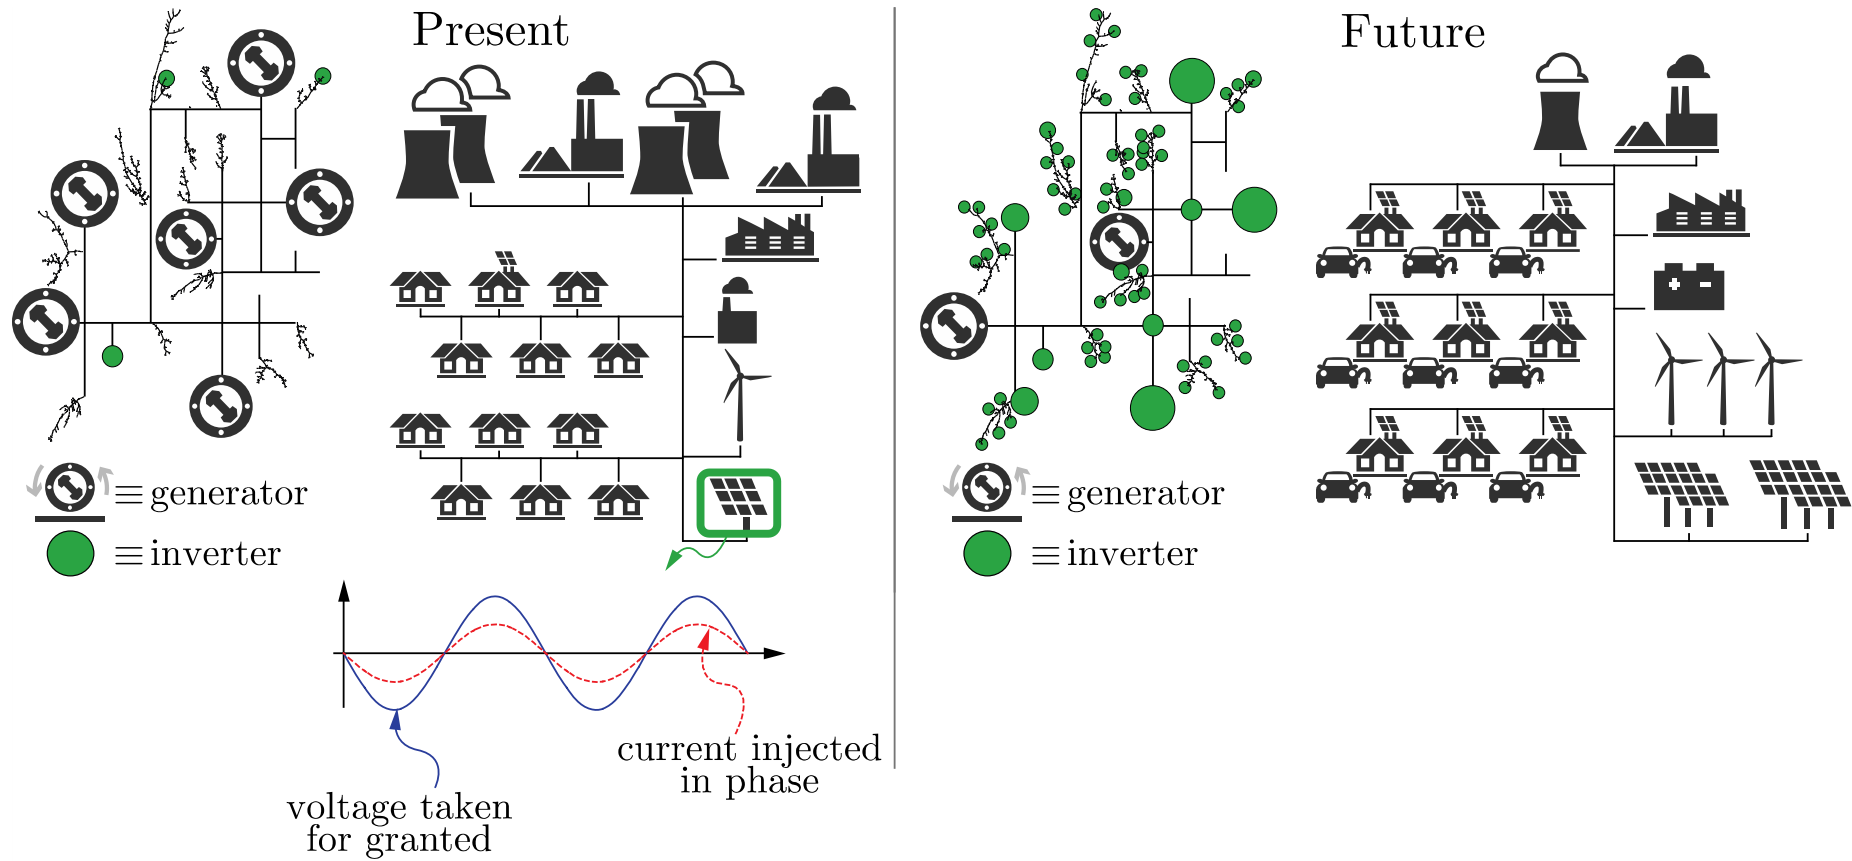 Present
≡ generator
≡ inverter
current injected
in phase
voltage taken
for granted
Future
≡ generator
≡ inverter